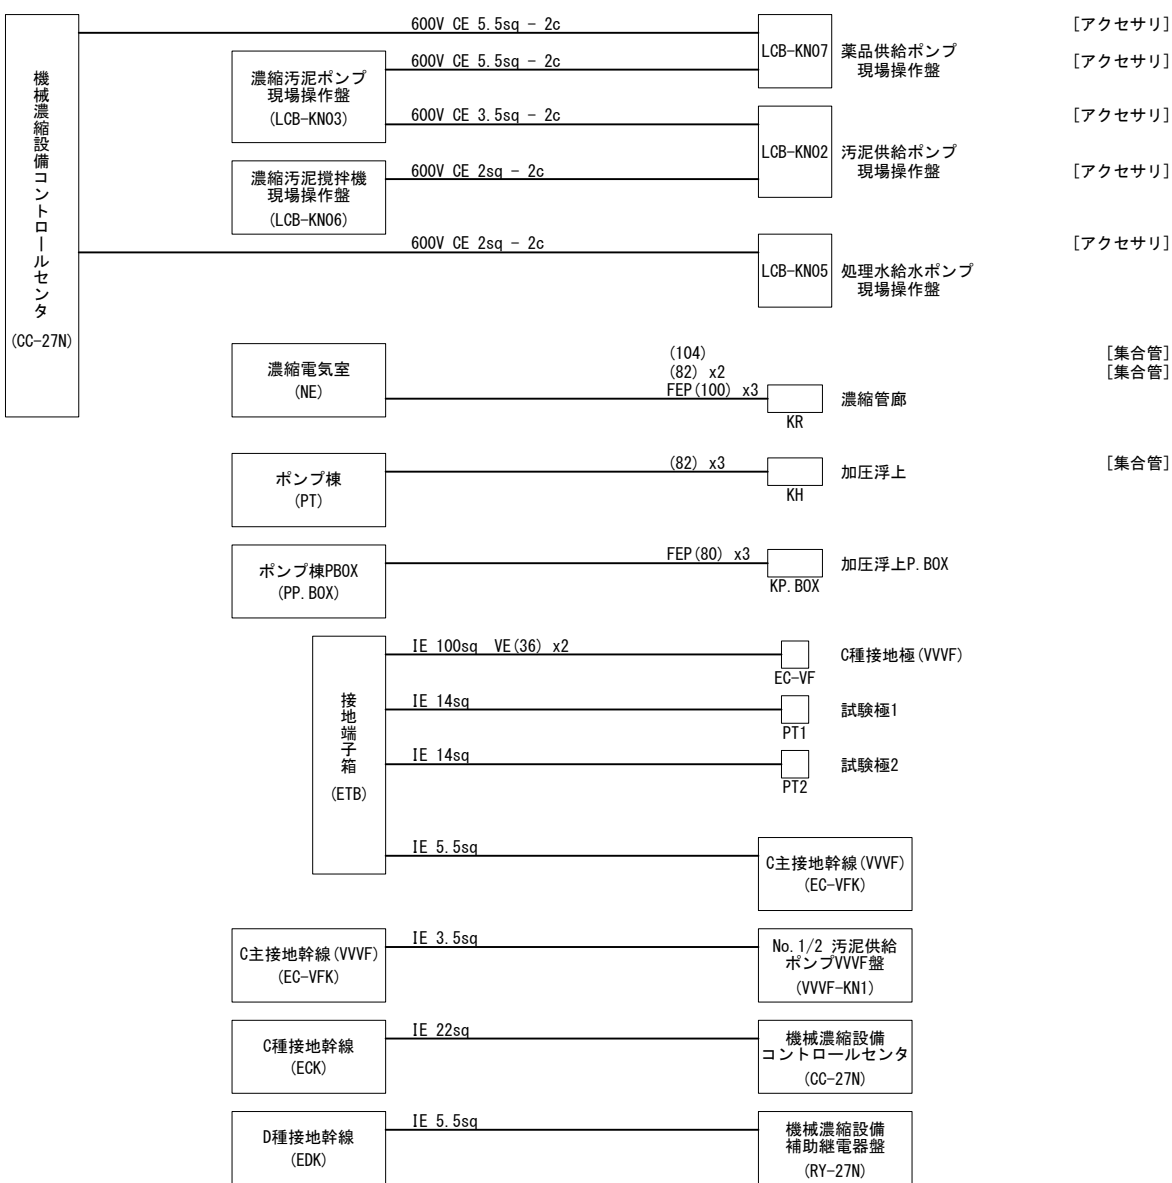 機械濃縮設備コントロールセンタ
(CC-27N)
600V CE 5.5sq - 2c
LCB-KN07
薬品供給ポンプ
現場操作盤
[アクセサリ]
濃縮汚泥ポンプ
現場操作盤
(LCB-KN03)
600V CE 5.5sq - 2c
[アクセサリ]
600V CE 3.5sq - 2c
LCB-KN02
汚泥供給ポンプ
現場操作盤
[アクセサリ]
濃縮汚泥撹拌機
現場操作盤
(LCB-KN06)
600V CE 2sq - 2c
[アクセサリ]
600V CE 2sq - 2c
LCB-KN05
処理水給水ポンプ
現場操作盤
[アクセサリ]
濃縮電気室
(NE)
(104)
(82) x2
FEP(100) x3
KR
濃縮管廊
[集合管]
[集合管]
ポンプ棟
(PT)
(82) x3
KH
加圧浮上
[集合管]
ポンプ棟PBOX
(PP.BOX)
FEP(80) x3
KP.BOX
加圧浮上P.BOX
接地端子箱
(ETB)
IE 100sq VE(36) x2
EC-VF
C種接地極(VVVF)
IE 14sq
PT1
試験極1
IE 14sq
PT2
試験極2
IE 5.5sq
C主接地幹線(VVVF)
(EC-VFK)
C主接地幹線(VVVF)
(EC-VFK)
IE 3.5sq
No.1/2 汚泥供給
ポンプVVVF盤
(VVVF-KN1)
C種接地幹線
(ECK)
IE 22sq
機械濃縮設備
コントロールセンタ
(CC-27N)
D種接地幹線
(EDK)
IE 5.5sq
機械濃縮設備
補助継電器盤
(RY-27N)